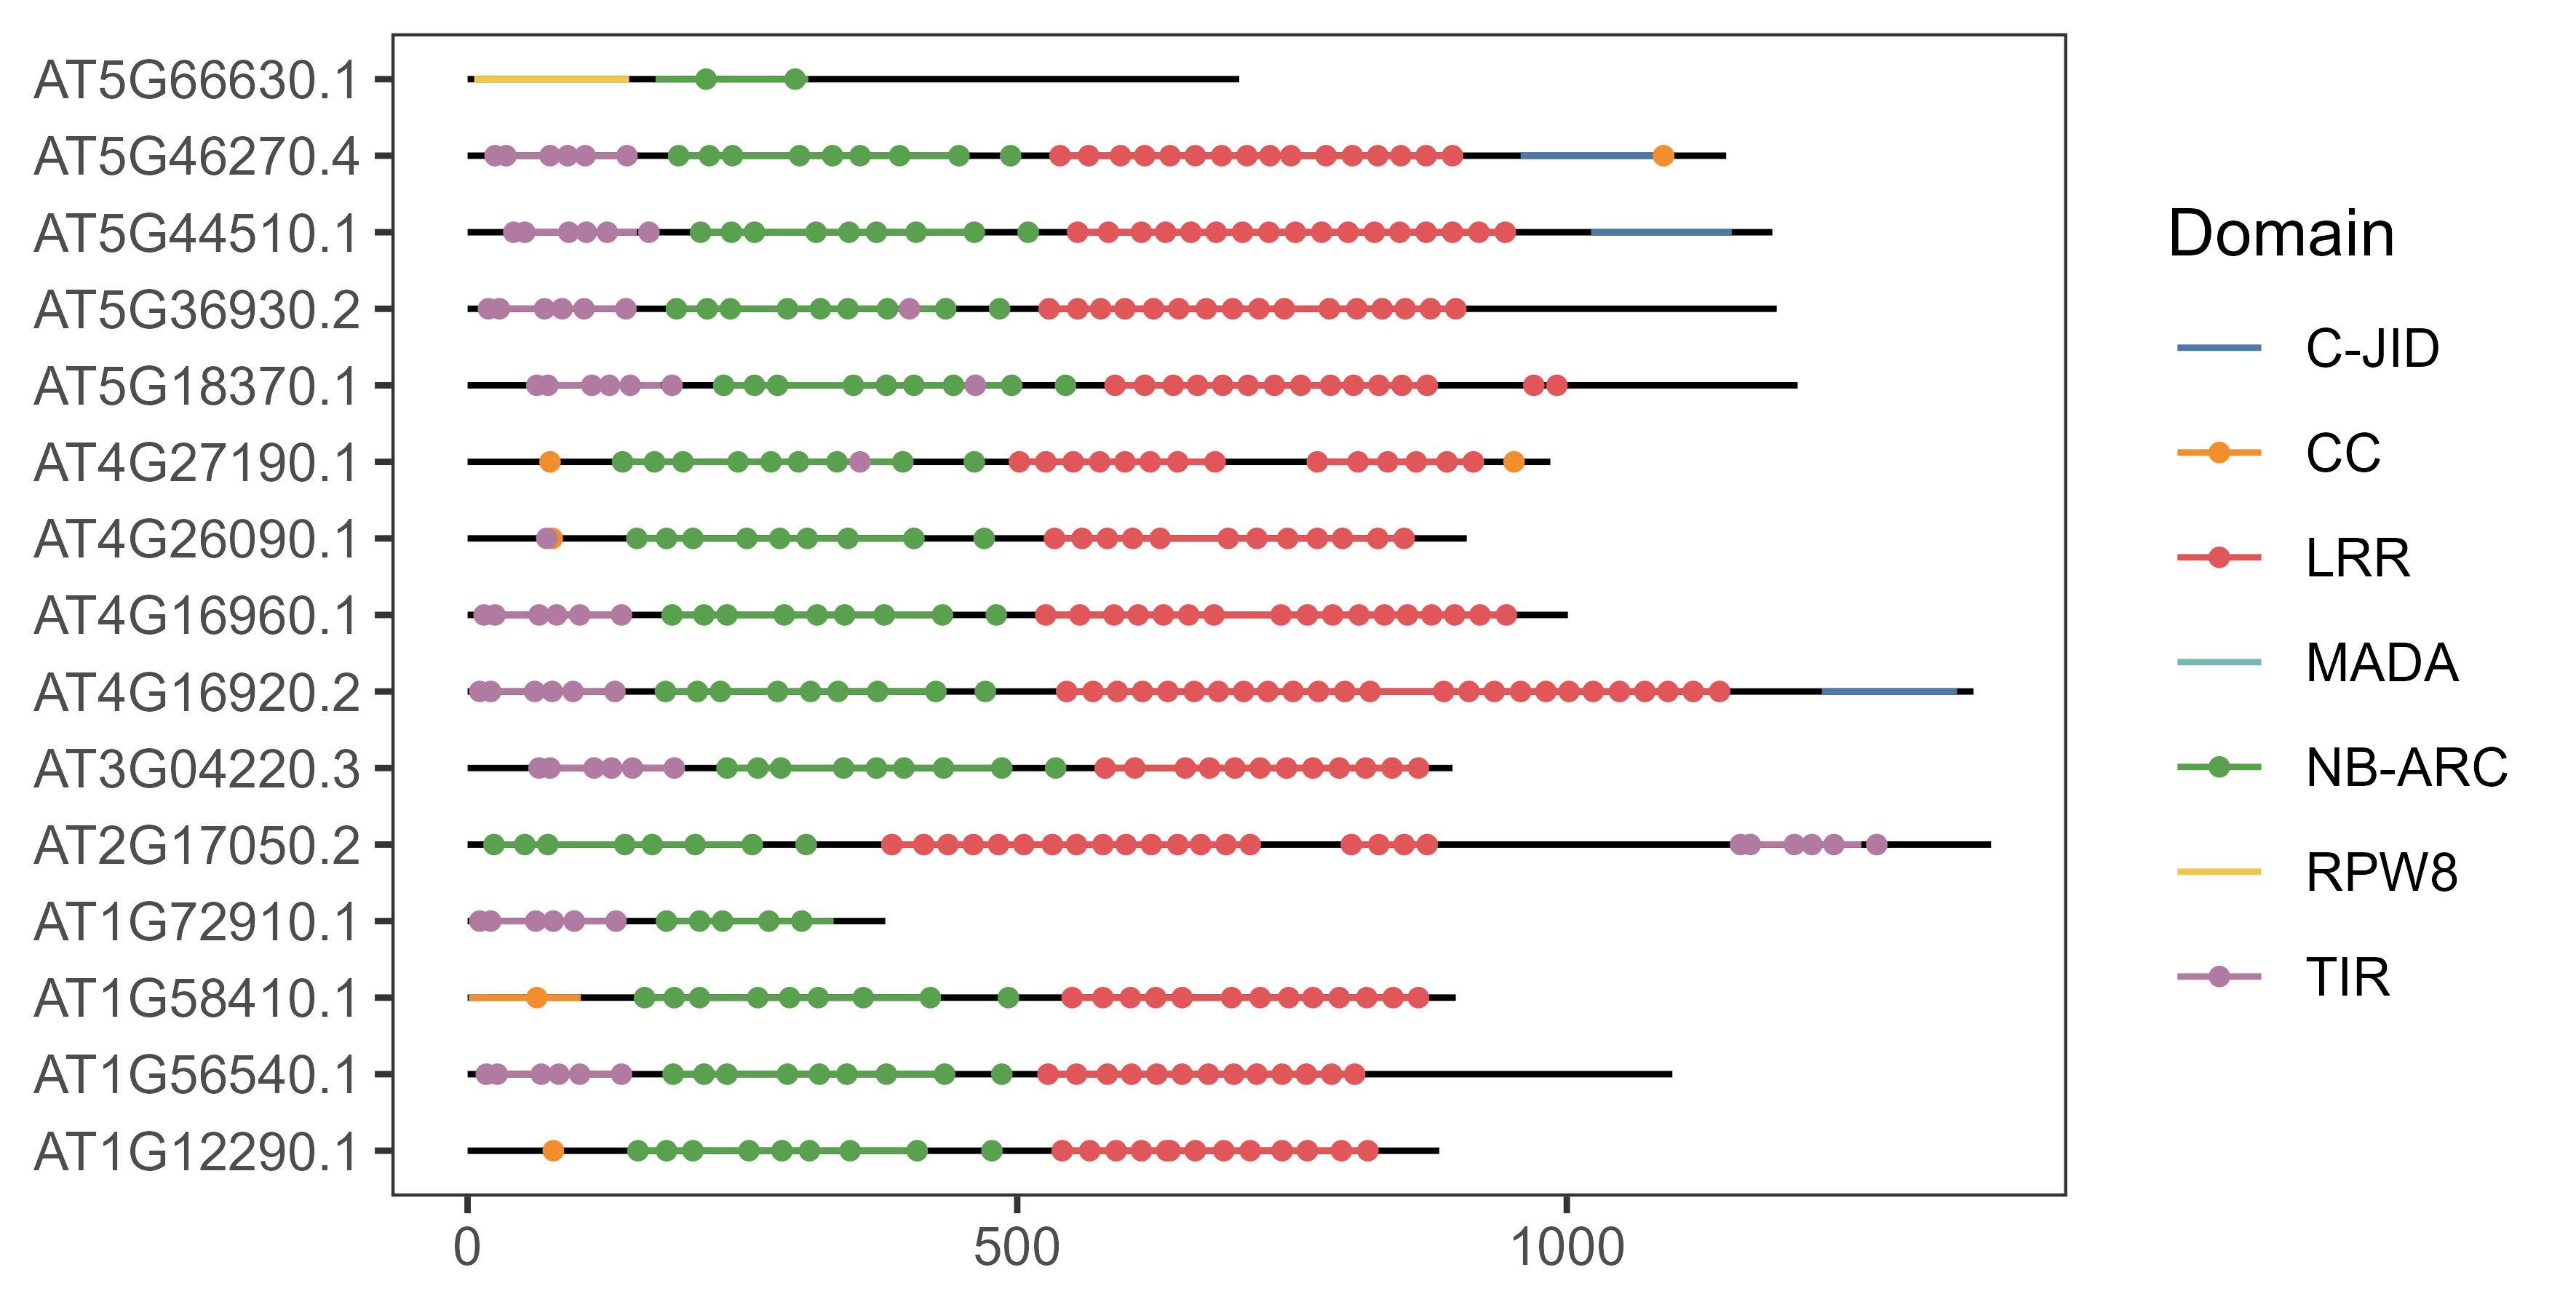 AT5G66630.1
AT5G46270.4
AT5G44510.1
AT5G36930.2
AT5G18370.1
AT4G27190.1
AT4G26090.1
AT4G16960.1
AT4G16920.2
AT3G04220.3
AT2G17050.2
AT1G72910.1
AT1G58410.1
AT1G56540.1
AT1G12290.1
0 500 1000
Domain
C-JID
CC
LRR
MADA
NB-ARC
RPW8
TIR